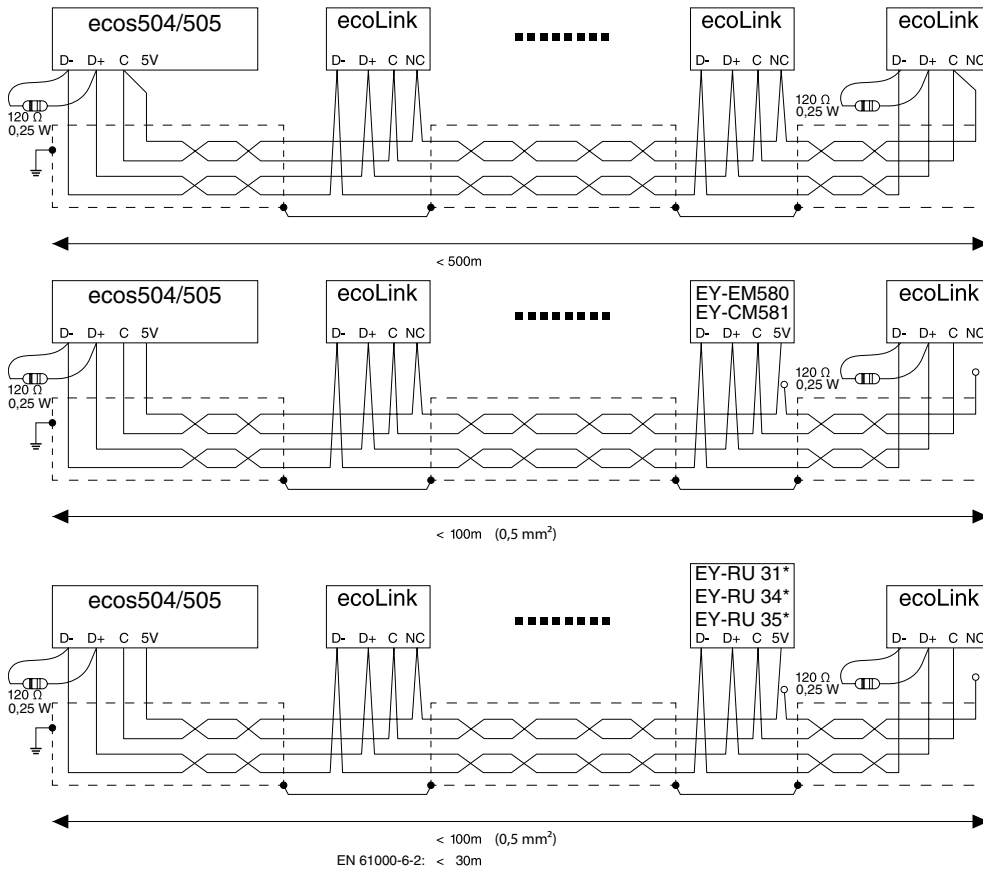 ecos504/505 ecoLink ecoLink ecoLink
D- D+ C 5V D- D+ C NC D- D+ C NC D- D+ C NC
120 Ω 120 Ω
0,25 W 0,25 W
< 500m
ecos504/505 ecoLink EY-EM580 ecoLink
EY-CM581
D- D+ C 5V D- D+ C NC D- D+ C 5V D- D+ C NC
120 Ω 120 Ω
0,25 W 0,25 W
< 100m (0,5 mm²)
EY-RU 31*
ecos504/505 ecoLink EY-RU 34* ecoLink
EY-RU 35*
D- D+ C 5V D- D+ C NC D- D+ C 5V D- D+ C NC
120 Ω 120 Ω
0,25 W 0,25 W
< 100m (0,5 mm²)
EN 61000-6-2: < 30m